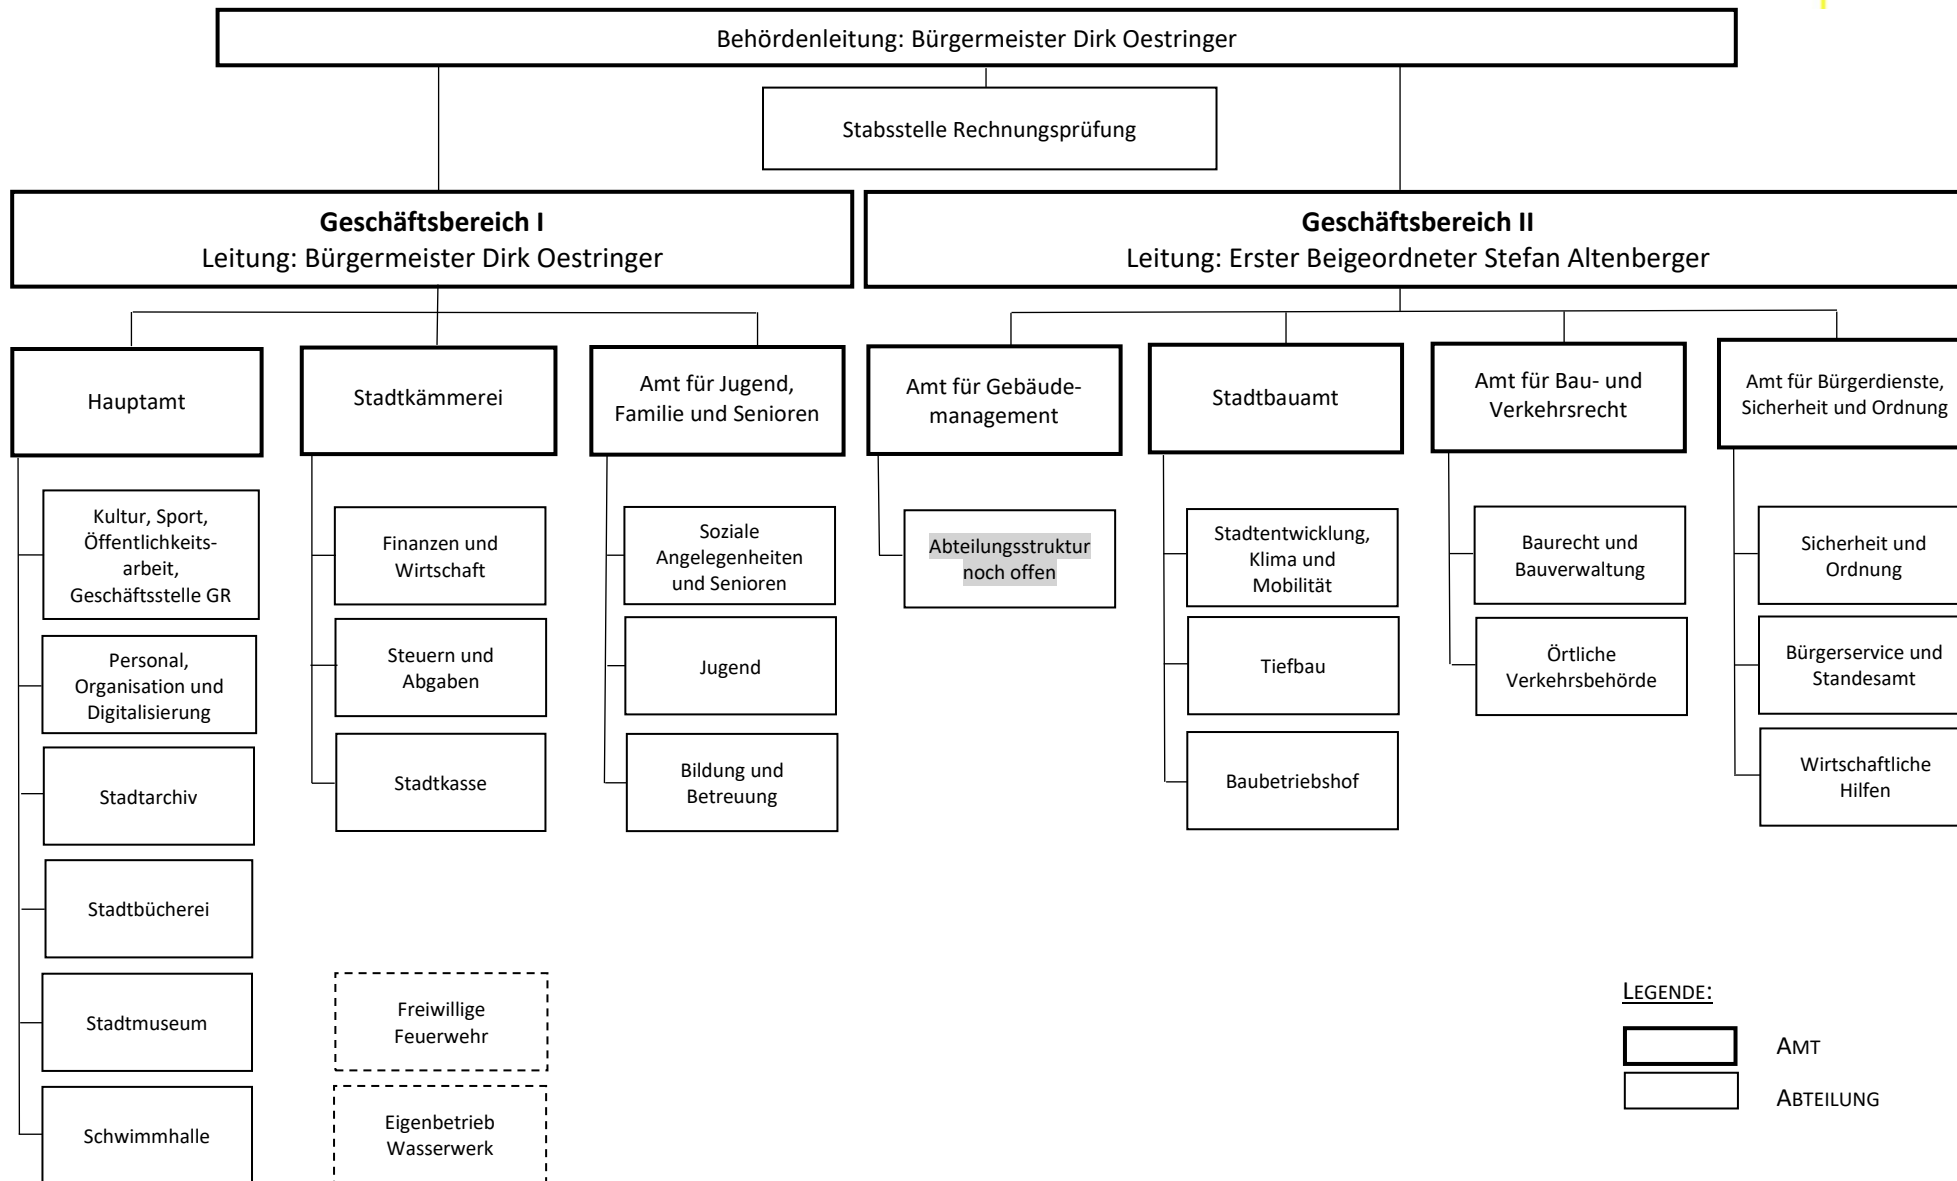 Behördenleitung: Bürgermeister Dirk Oestringer
Stabsstelle Rechnungsprüfung
Geschäftsbereich I
Leitung: Bürgermeister Dirk Oestringer
Geschäftsbereich II
Leitung: Erster Beigeordneter Stefan Altenberger
Hauptamt
Stadtkämmerei
Amt für Jugend,
Familie und Senioren
Amt für Gebäude-
management
Stadtbauamt
Amt für Bau- und
Verkehrsrecht
Amt für Bürgerdienste,
Sicherheit und Ordnung
Kultur, Sport,
Öffentlichkeits-
arbeit,
Geschäftsstelle GR
Personal,
Organisation und
Digitalisierung
Stadtarchiv
Stadtbücherei
Stadtmuseum
Schwimmhalle
Finanzen und
Wirtschaft
Steuern und
Abgaben
Stadtkasse
Freiwillige
Feuerwehr
Eigenbetrieb
Wasserwerk
Soziale
Angelegenheiten
und Senioren
Jugend
Bildung und
Betreuung
Abteilungsstruktur
noch offen
Stadtentwicklung,
Klima und
Mobilität
Tiefbau
Baubetriebshof
Baurecht und
Bauverwaltung
Örtliche
Verkehrsbehörde
Sicherheit und
Ordnung
Bürgerservice und
Standesamt
Wirtschaftliche
Hilfen
LEGENDE:
AMT
ABTEILUNG